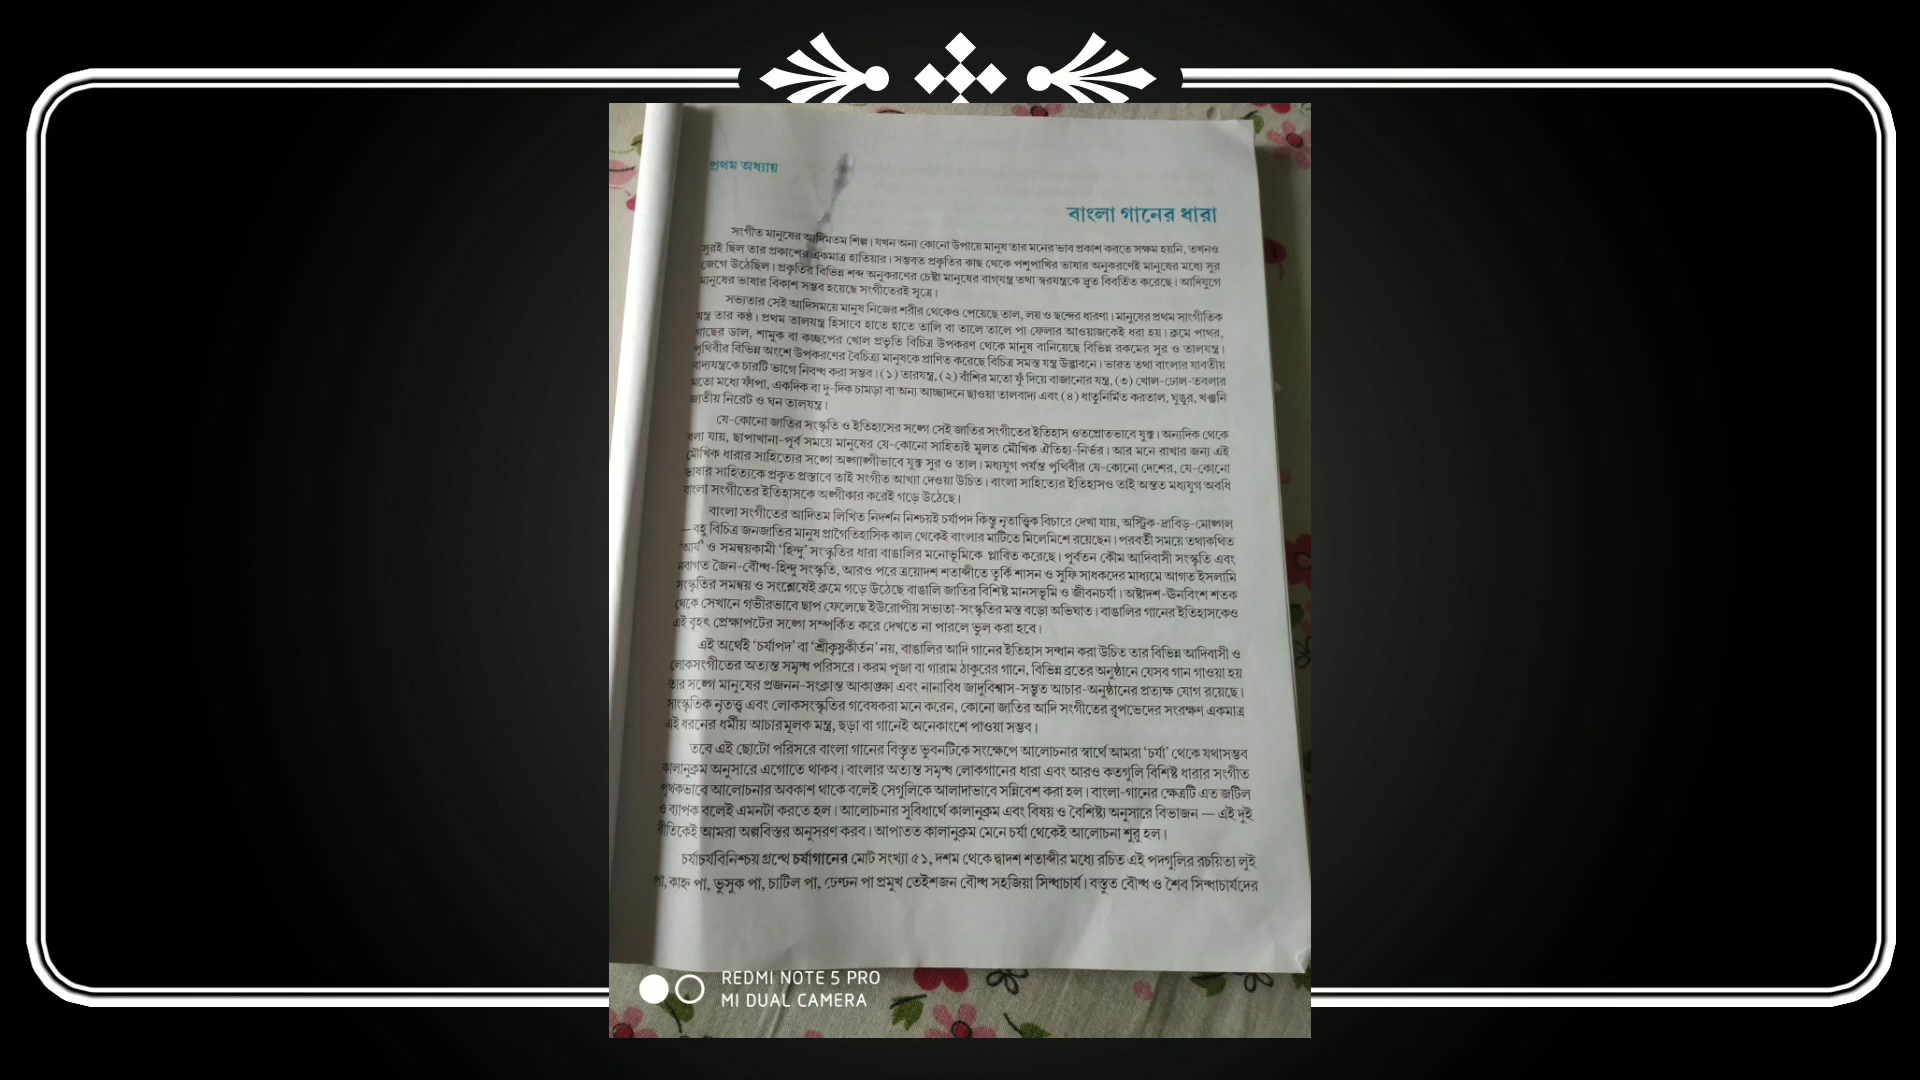 প্রথম অধ্যায়
বাংলা গানের ধারা
সংগীত মানুষের আদিমতম শিল্প। যখন অন্য কোনো উপায়ে মানুষ তার মনের ভাব প্রকাশ করতে সক্ষম হয়নি, তখনও
সুরই ছিল তার প্রকাশের একমাত্র হাতিয়ার। সম্ভবত প্রকৃতির কাছ থেকে পশুপাখির ভাষার অনুকরণেই মানুষের মধ্যে সুর
জেগে উঠেছিল। প্রকৃতির বিভিন্ন শব্দ অনুকরণের চেষ্টা মানুষের বাগ্‌যন্ত্র তথা স্বরযন্ত্রকে দ্রুত বিবর্তিত করেছে। আদিযুগে
মানুষের ভাষার বিকাশ সম্ভব হয়েছে সংগীতেরই সূত্রে।
সভ্যতার সেই আদিসময়ে মানুষ নিজের শরীর থেকেও পেয়েছে তাল, লয় ও ছন্দের ধারণা। মানুষের প্রথম সাংগীতিক
যন্ত্র তার কণ্ঠ। প্রথম তালযন্ত্র হিসাবে হাতে হাতে তালি বা তালে তালে পা ফেলার আওয়াজকেই ধরা হয়। ক্রমে পাথর,
গাছের ডাল, শামুক বা কচ্ছপের খোল প্রভৃতি বিচিত্র উপকরণ থেকে মানুষ বানিয়েছে বিভিন্ন রকমের সুর ও তালযন্ত্র।
পৃথিবীর বিভিন্ন অংশে উপকরণের বৈচিত্র্য মানুষকে প্রাণিত করেছে বিচিত্র সমস্ত যন্ত্র উদ্ভাবনে। ভারত তথা বাংলার যাবতীয়
বাদ্যযন্ত্রকে চারটি ভাগে নিবদ্ধ করা সম্ভব। (১) তারযন্ত্র, (২) বাঁশির মতো ফুঁ দিয়ে বাজানোর যন্ত্র, (৩) খোল-ঢোল-তবলার
মতো মধ্যে ফাঁপা, একদিক বা দু-দিক চামড়া বা অন্য আচ্ছাদনে ছাওয়া তালবাদ্য এবং (৪) ধাতুনির্মিত করতাল, ঘুঙুর, খঞ্জনি
জাতীয় নিরেট ও ঘন তালযন্ত্র।
যে-কোনো জাতির সংস্কৃতি ও ইতিহাসের সঙ্গে সেই জাতির সংগীতের ইতিহাস ওতপ্রোতভাবে যুক্ত। অন্যদিক থেকে
বলা যায়, ছাপাখানা-পূর্ব সময়ে মানুষের যে-কোনো সাহিত্যই মূলত মৌখিক ঐতিহ্য-নির্ভর। আর মনে রাখার জন্য এই
মৌখিক ধারার সাহিত্যের সঙ্গে অঙ্গাঙ্গীভাবে যুক্ত সুর ও তাল। মধ্যযুগ পর্যন্ত পৃথিবীর যে-কোনো দেশের, যে-কোনো
ভাষার সাহিত্যকে প্রকৃত প্রস্তাবে তাই সংগীত আখ্যা দেওয়া উচিত। বাংলা সাহিত্যের ইতিহাসও তাই অন্তত মধ্যযুগ অবধি
বাংলা সংগীতের ইতিহাসকে অঙ্গীকার করেই গড়ে উঠেছে।
বাংলা সংগীতের আদিতম লিখিত নিদর্শন নিশ্চয়ই চর্যাপদ কিন্তু নৃতাত্ত্বিক বিচারে দেখা যায়, অস্ট্রিক-দ্রাবিড়-মোঙ্গল
— বহু বিচিত্র জনজাতির মানুষ প্রাগৈতিহাসিক কাল থেকেই বাংলার মাটিতে মিলেমিশে রয়েছেন। পরবর্তী সময়ে তথাকথিত
‘আর্য’ ও সমন্বয়কামী ‘হিন্দু’ সংস্কৃতির ধারা বাঙালির মনোভূমিকে প্লাবিত করেছে। পূর্বতন কৌম আদিবাসী সংস্কৃতি এবং
নবাগত জৈন-বৌদ্ধ-হিন্দু সংস্কৃতি, আরও পরে ত্রয়োদশ শতাব্দীতে তুর্কি শাসন ও সুফি সাধকদের মাধ্যমে আগত ইসলামি
সংস্কৃতির সমন্বয় ও সংশ্লেষেই ক্রমে গড়ে উঠেছে বাঙালি জাতির বিশিষ্ট মানসভূমি ও জীবনচর্যা। অষ্টাদশ-ঊনবিংশ শতক
থেকে সেখানে গভীরভাবে ছাপ ফেলেছে ইউরোপীয় সভ্যতা-সংস্কৃতির মস্ত বড়ো অভিঘাত। বাঙালির গানের ইতিহাসকেও
এই বৃহৎ প্রেক্ষাপটের সঙ্গে সম্পর্কিত করে দেখতে না পারলে ভুল করা হবে।
এই অর্থেই ‘চর্যাপদ’ বা ‘শ্রীকৃষ্ণকীর্তন’ নয়, বাঙালির আদি গানের ইতিহাস সন্ধান করা উচিত তার বিভিন্ন আদিবাসী ও
লোকসংগীতের অত্যন্ত সমৃদ্ধ পরিসরে। করম পূজা বা গারাম ঠাকুরের গানে, বিভিন্ন ব্রতের অনুষ্ঠানে যেসব গান গাওয়া হয়
তার সঙ্গে মানুষের প্রজনন-সংক্রান্ত আকাঙ্ক্ষা এবং নানাবিধ জাদুবিশ্বাস-সম্ভূত আচার-অনুষ্ঠানের প্রত্যক্ষ যোগ রয়েছে।
সাংস্কৃতিক নৃতত্ত্ব এবং লোকসংস্কৃতির গবেষকরা মনে করেন, কোনো জাতির আদি সংগীতের রূপভেদের সংরক্ষণ একমাত্র
এই ধরনের ধর্মীয় আচারমূলক মন্ত্র, ছড়া বা গানেই অনেকাংশে পাওয়া সম্ভব।
তবে এই ছোটো পরিসরে বাংলা গানের বিস্তৃত ভুবনটিকে সংক্ষেপে আলোচনার স্বার্থে আমরা ‘চর্যা’ থেকে যথাসম্ভব
কালানুক্রম অনুসারে এগোতে থাকব। বাংলার অত্যন্ত সমৃদ্ধ লোকগানের ধারা এবং আরও কতগুলি বিশিষ্ট ধারার সংগীত
পৃথকভাবে আলোচনার অবকাশ থাকে বলেই সেগুলিকে আলাদাভাবে সন্নিবেশ করা হল। বাংলা-গানের ক্ষেত্রটি এত জটিল
ও ব্যাপক বলেই এমনটা করতে হল। আলোচনার সুবিধার্থে কালানুক্রম এবং বিষয় ও বৈশিষ্ট্য অনুসারে বিভাজন — এই দুই
রীতিকেই আমরা অল্পবিস্তর অনুসরণ করব। আপাতত কালানুক্রম মেনে চর্যা থেকেই আলোচনা শুরু হল।
চর্যাচর্যবিনিশ্চয় গ্রন্থে চর্যাগানের মোট সংখ্যা ৫১, দশম থেকে দ্বাদশ শতাব্দীর মধ্যে রচিত এই পদগুলির রচয়িতা লুই
পা, কাহ্ন পা, ভুসুক পা, চাটিল পা, ঢেণ্ঢন পা প্রমুখ তেইশজন বৌদ্ধ সহজিয়া সিদ্ধাচার্য। বস্তুত বৌদ্ধ ও শৈব সিদ্ধাচার্যদের
REDMI NOTE 5 PRO
MI DUAL CAMERA